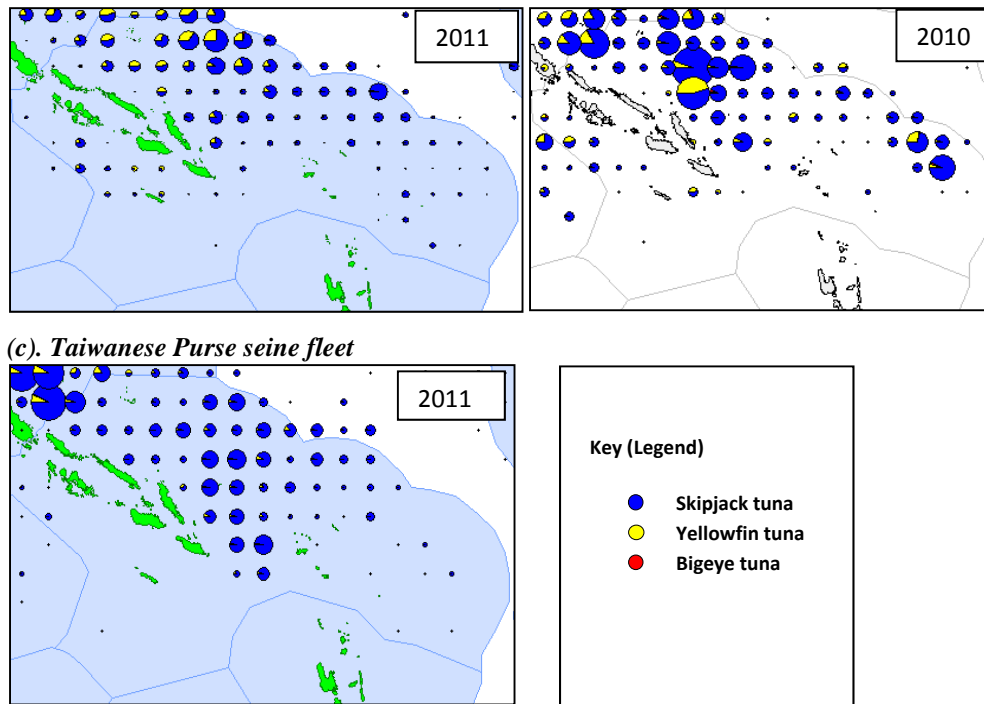 2011
2010
(c). Taiwanese Purse seine fleet
2011
Key (Legend)
Skipjack tuna
Yellowfin tuna
Bigeye tuna